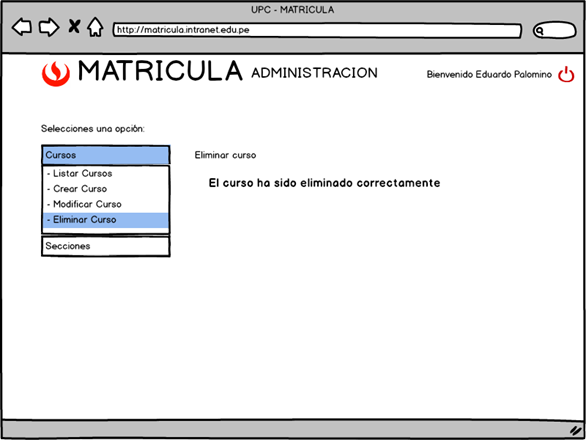 UPC - MATRICULA
http://matricula.intranet.edu.pe
MATRICULA ADMINISTRACION
Bienvenido Eduardo Palomino
Selecciones una opción:
Cursos
- Listar Cursos
- Crear Curso
- Modificar Curso
- Eliminar Curso
Secciones
Eliminar curso
El curso ha sido eliminado correctamente